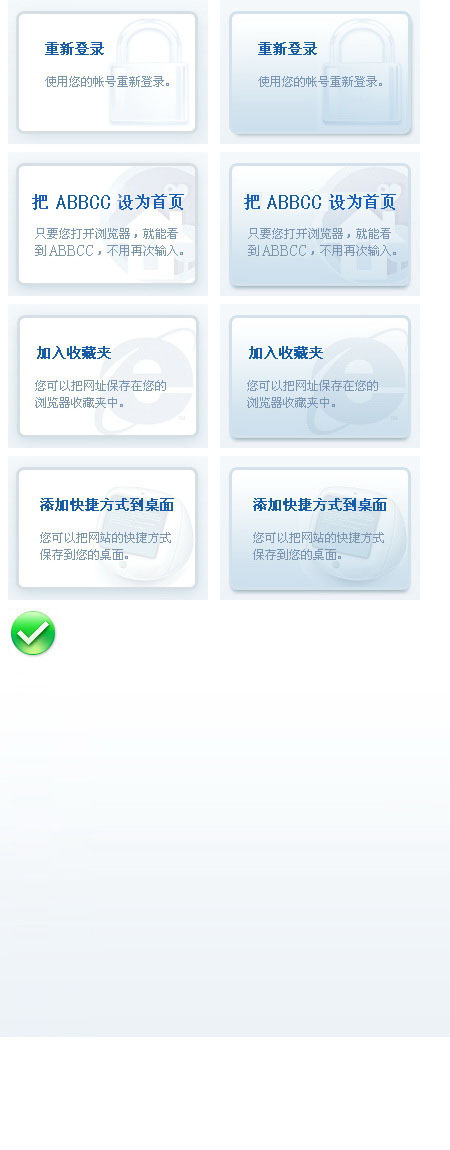 重新登录
使用您的帐号重新登录。
重新登录
使用您的帐号重新登录。
把 ABBCC 设为首页
只要您打开浏览器，就能看
到ABBCC，不用再次输入。
把 ABBCC 设为首页
只要您打开浏览器，就能看
到ABBCC，不用再次输入。
加入收藏夹
您可以把网址保存在您的
浏览器收藏夹中。
加入收藏夹
您可以把网址保存在您的
浏览器收藏夹中。
添加快捷方式到桌面
您可以把网站的快捷方式
保存到您的桌面。
添加快捷方式到桌面
您可以把网站的快捷方式
保存到您的桌面。